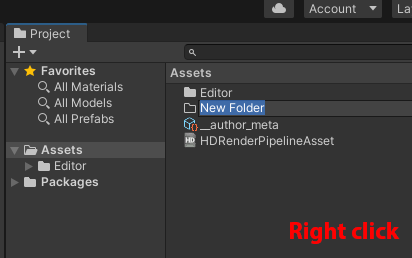 Account
La
Project
Favorites
All Materials
All Models
All Prefabs
Assets
Editor
Packages
Assets
Editor
New Folder
__author_meta
HD HDRenderPipelineAsset
Right click